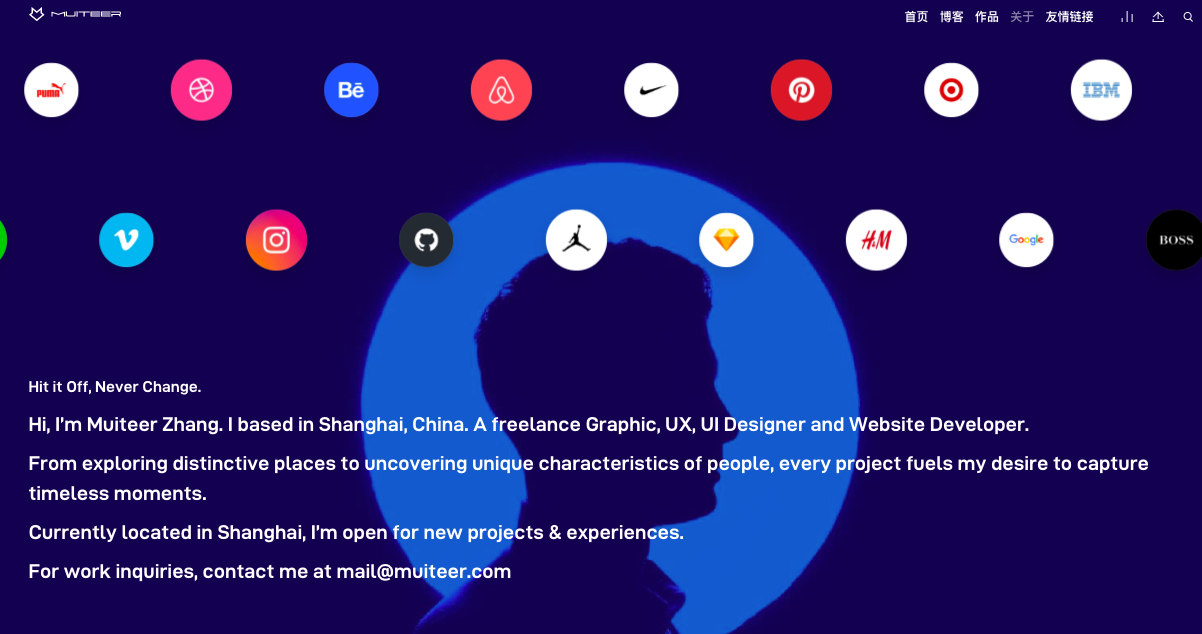 MUITEER
首页 博客 作品 关于 友情链接
PUMA
Bē
IBM
H&M
Google
BOSS
Hit it Off, Never Change.
Hi, I’m Muiteer Zhang. I based in Shanghai, China. A freelance Graphic, UX, UI Designer and Website Developer.
From exploring distinctive places to uncovering unique characteristics of people, every project fuels my desire to capture
timeless moments.
Currently located in Shanghai, I’m open for new projects & experiences.
For work inquiries, contact me at mail@muiteer.com